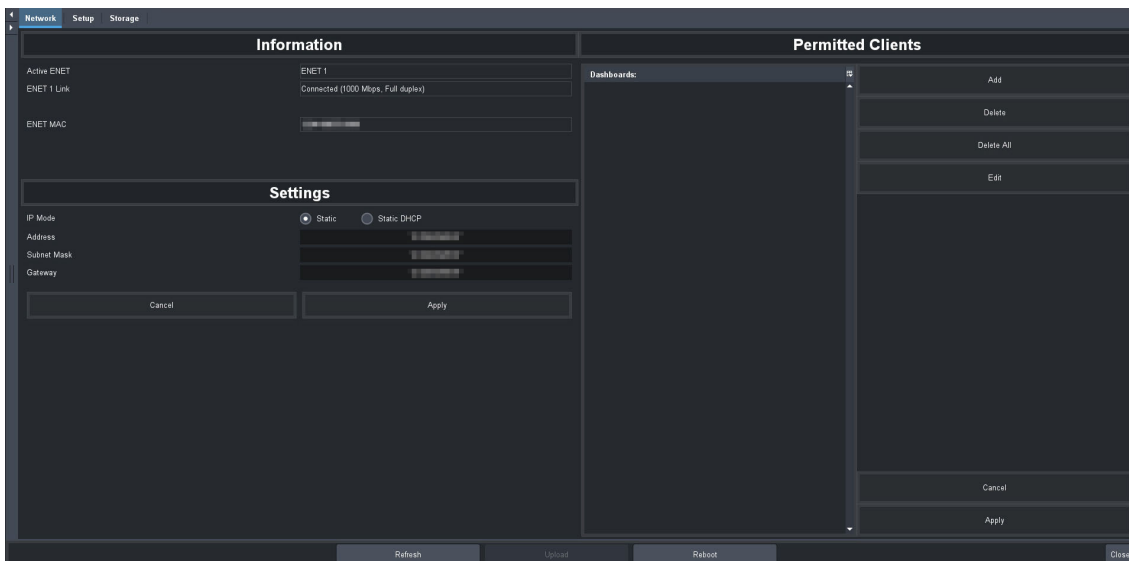 Network Setup Storage
Information
Active ENET ENET 1
ENET 1 Link Connected (1000 Mbps, Full duplex)
ENET MAC
Settings
IP Mode Static Static DHCP
Address
Subnet Mask
Gateway
Cancel Apply
Permitted Clients
Dashboards:
Add
Delete
Delete All
Edit
Cancel
Apply
Refresh Upload Reboot Close